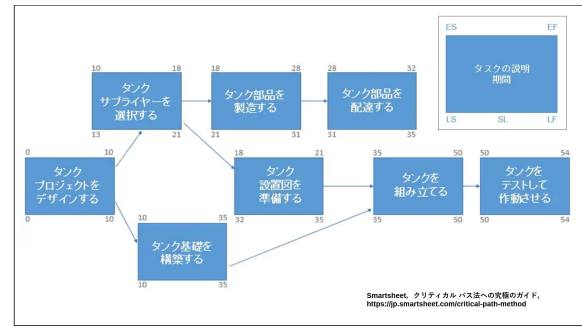 ES EF
タスクの説明
期間
LS SL LF
10 18
タンク
サプライヤーを
選択する
13 21
18 28
タンク部品を
製造する
21 31
28 32
タンク部品を
配達する
31 35
0 10
タンク
プロジェクトを
デザインする
0 10
18 21
タンク
設置図を
準備する
32 35
35 50
タンクを
組み立てる
35 50
50 54
タンクを
テストして
作動させる
50 54
10 35
タンク基礎を
構築する
10 35
Smartsheet, クリティカル パス法への究極のガイド,
https://jp.smartsheet.com/critical-path-method